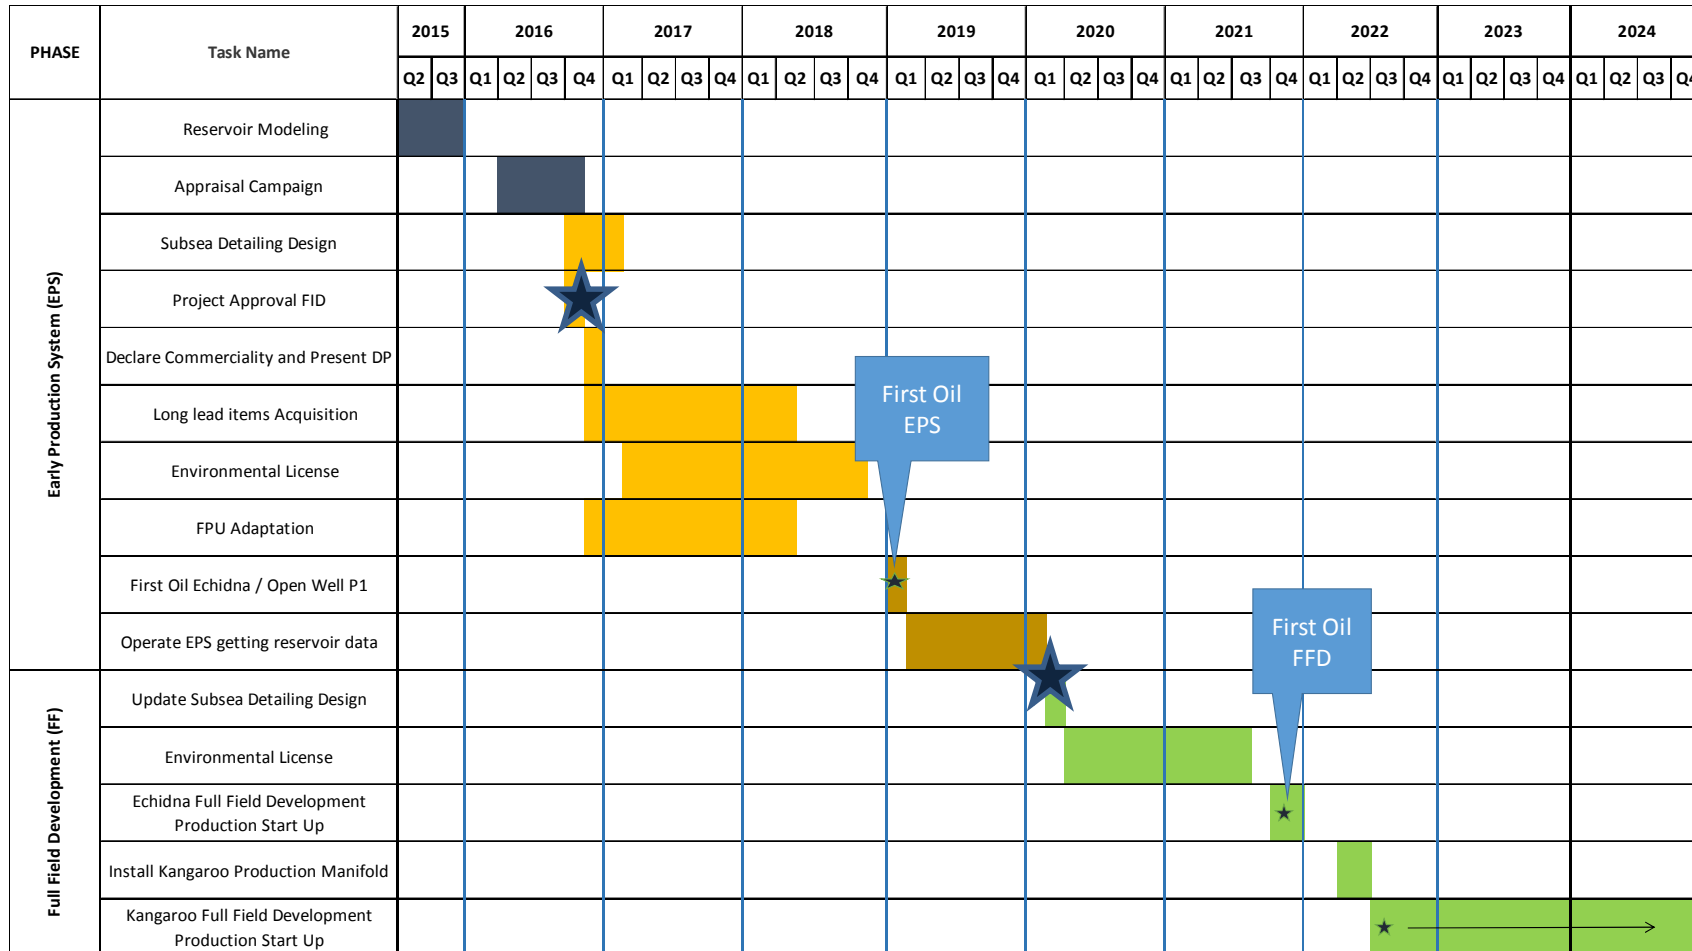 PHASE
Task Name
2015 2016 2017 2018 2019 2020 2021 2022 2023 2024
Q2 Q3 Q1 Q2 Q3 Q4 Q1 Q2 Q3 Q4 Q1 Q2 Q3 Q4 Q1 Q2 Q3 Q4 Q1 Q2 Q3 Q4 Q1 Q2 Q3 Q4 Q1 Q2 Q3 Q4 Q1 Q2 Q3 Q4 Q1 Q2 Q3 Q4
Early Production System (EPS)
Reservoir Modeling
Appraisal Campaign
Subsea Detailing Design
Project Approval FID
Declare Commerciality and Present DP
Long lead items Acquisition
First Oil
EPS
Environmental License
FPU Adaptation
First Oil Echidna / Open Well P1
Operate EPS getting reservoir data
First Oil
FFD
Full Field Development (FF)
Update Subsea Detailing Design
Environmental License
Echidna Full Field Development
Production Start Up
Install Kangaroo Production Manifold
Kangaroo Full Field Development
Production Start Up